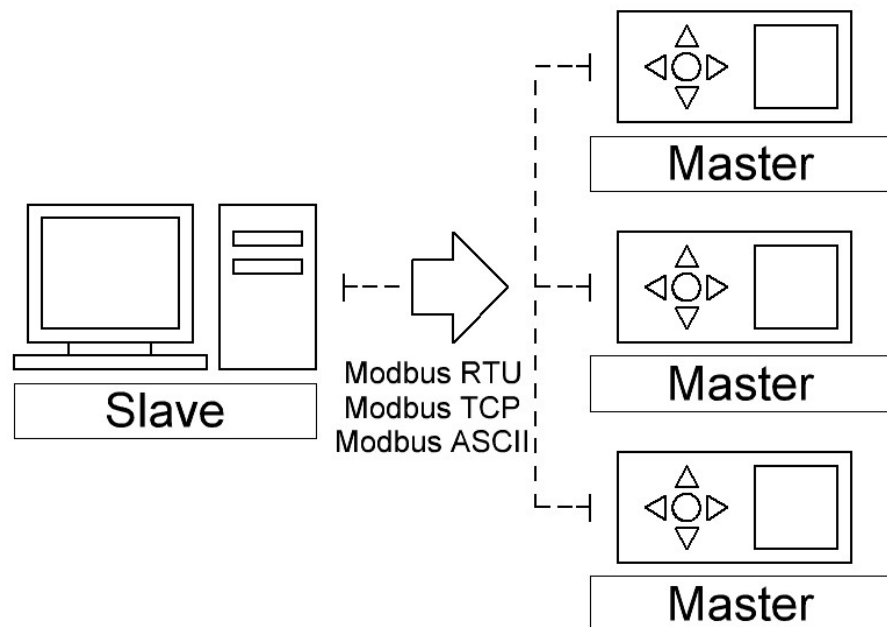 Master
Master
Slave
Modbus RTU
Modbus TCP
Modbus ASCII
Master